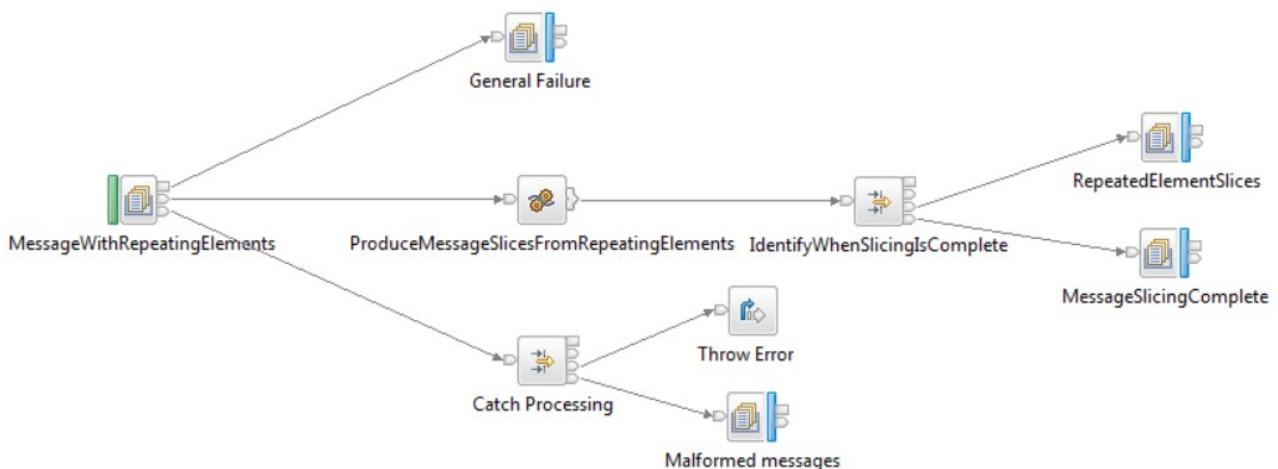 General Failure
RepeatedElementSlices
MessageWithRepeatingElements
ProduceMessageSlicesFromRepeatingElements
IdentifyWhenSlicingIsComplete
MessageSlicingComplete
Throw Error
Catch Processing
Malformed messages